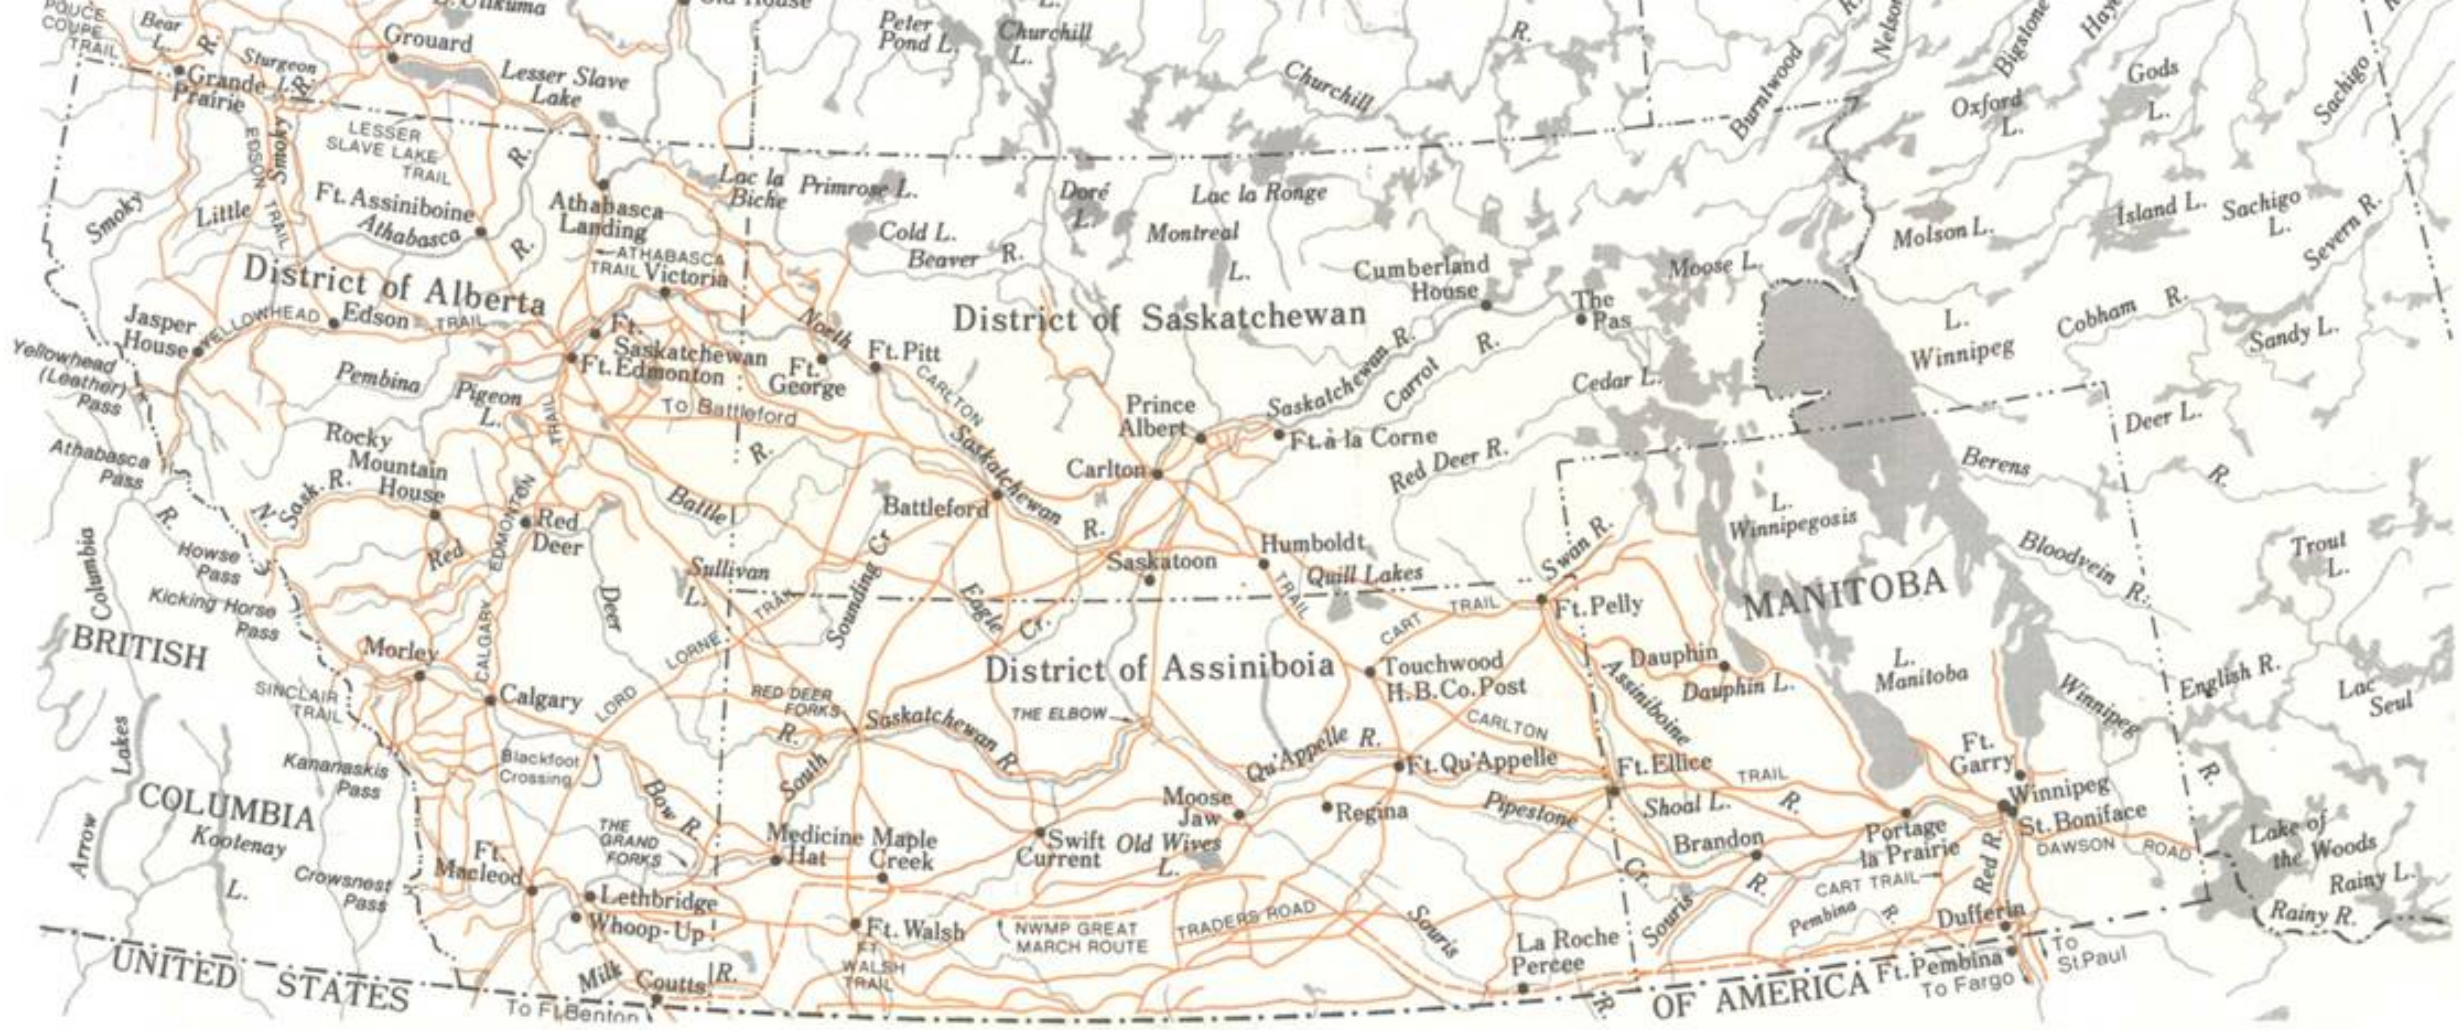 POUCE
COUPE
TRAIL
Bear
L.
R.
Sturgeon
L.
R.
Grouard
L. Utikuma
Old House
Peter
Pond L.
Churchill
L.
L.
R.
Churchill
Burntwood
R.
Nelson
Bigstone
Haye
Gods
L.
Oxford
L.
Sachigo
R.
Grande
Prairie
Lesser Slave
Lake
EDSON
TRAIL
Smoky
LESSER
SLAVE LAKE
TRAIL
R.
Smoky
Little
Ft. Assiniboine
Athabasca
R.
Athabasca
Landing
ATHABASCA
TRAIL
Victoria
Lac la
Biche
Primrose L.
Cold L.
Beaver R.
Doré
L.
Lac la Ronge
Montreal
L.
Cumberland
House
The
Pas
Moose L.
Molson L.
Island L.
Sachigo
L.
Severn R.
District of Alberta
District of Saskatchewan
Jasper
House
YELLOWHEAD
TRAIL
Edson
Ft.
Saskatchewan
Ft. Edmonton
North
Ft.
George
Ft. Pitt
CARLTON
Yellowhead
(Leather)
Pass
Pembina
Pigeon
L.
TRAIL
To Battleford
Prince
Albert
Saskatchewan R.
Carrot R.
Cedar L.
L.
Winnipeg
Cobham R.
Sandy L.
Deer L.
Athabasca
Pass
Rocky
Mountain
House
N.
Sask. R.
R.
Battle
Saskatchewan
R.
Battleford
Carlton
Ft. à la Corne
Red Deer R.
L.
Winnipegosis
Berens
R.
Columbia
R.
Howse
Pass
Red
Deer
Red
Deer
EDMONTON
Sullivan
L.
Sounding Cr
Eagle
Cr.
Saskatoon
Humboldt
Quill Lakes
TRAIL
Swan R.
Bloodvein R.
Trout
L.
Kicking Horse
Pass
BRITISH
COLUMBIA
Morley
CALGARY
Calgary
LORD
LORNE
TRAIL
CART
TRAIL
Ft. Pelly
MANITOBA
District of Assiniboia
Touchwood
H.B. Co. Post
Dauphin
Dauphin L.
Assiniboine
L.
Manitoba
Winnipeg
R.
English R.
Lac
Seul
SINCLAIR
TRAIL
RED DEER
FORKS
R.
Saskatchewan R.
South
THE ELBOW
CARLTON
TRAIL
Kananaskis
Pass
Blackfoot
Crossing
Bow R.
Qu'Appelle R.
Ft. Qu'Appelle
Ft. Ellice
Ft.
Garry
Winnipeg
St. Boniface
Lakes
Arrow
Kootenay
L.
THE
GRAND
FORKS
Medicine
Hat
Maple
Creek
Swift
Current
Old Wives
L.
Moose
Jaw
Regina
Pipestone
Cr.
Shoal L.
R.
Brandon
R.
Portage
la Prairie
Red R.
DAWSON ROAD
Lake of
the Woods
Rainy L.
Rainy R.
Crowsnest
Pass
Ft.
Macleod
Lethbridge
Whoop-Up
Ft. Walsh
FT.
WALSH
TRAIL
NWMP GREAT
MARCH ROUTE
TRADERS ROAD
Souris
La Roche
Percee
Souris
R.
CART TRAIL
Pembina
R.
Dufferin
Ft. Pembina
To
St. Paul
To Fargo
Milk R.
Coutts
To Ft. Benton
UNITED STATES
OF AMERICA